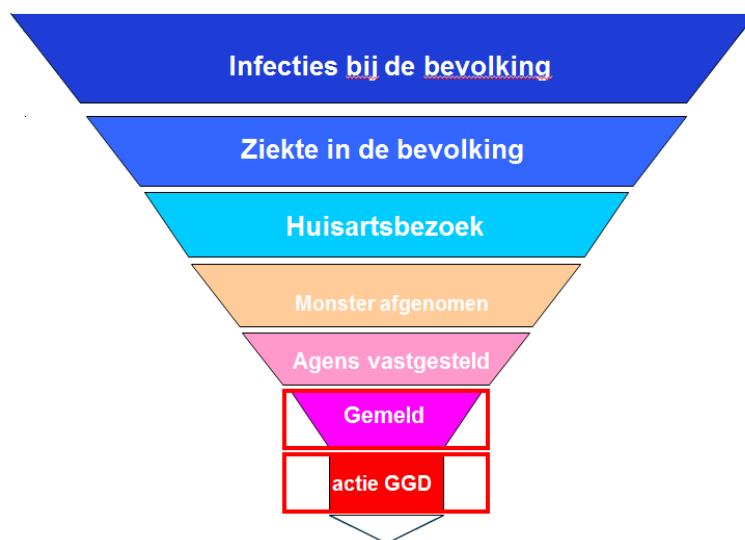 Infecties bij de bevolking
Ziekte in de bevolking
Huisartsbezoek
Monster afgenomen
Agens vastgesteld
Gemeld
actie GGD